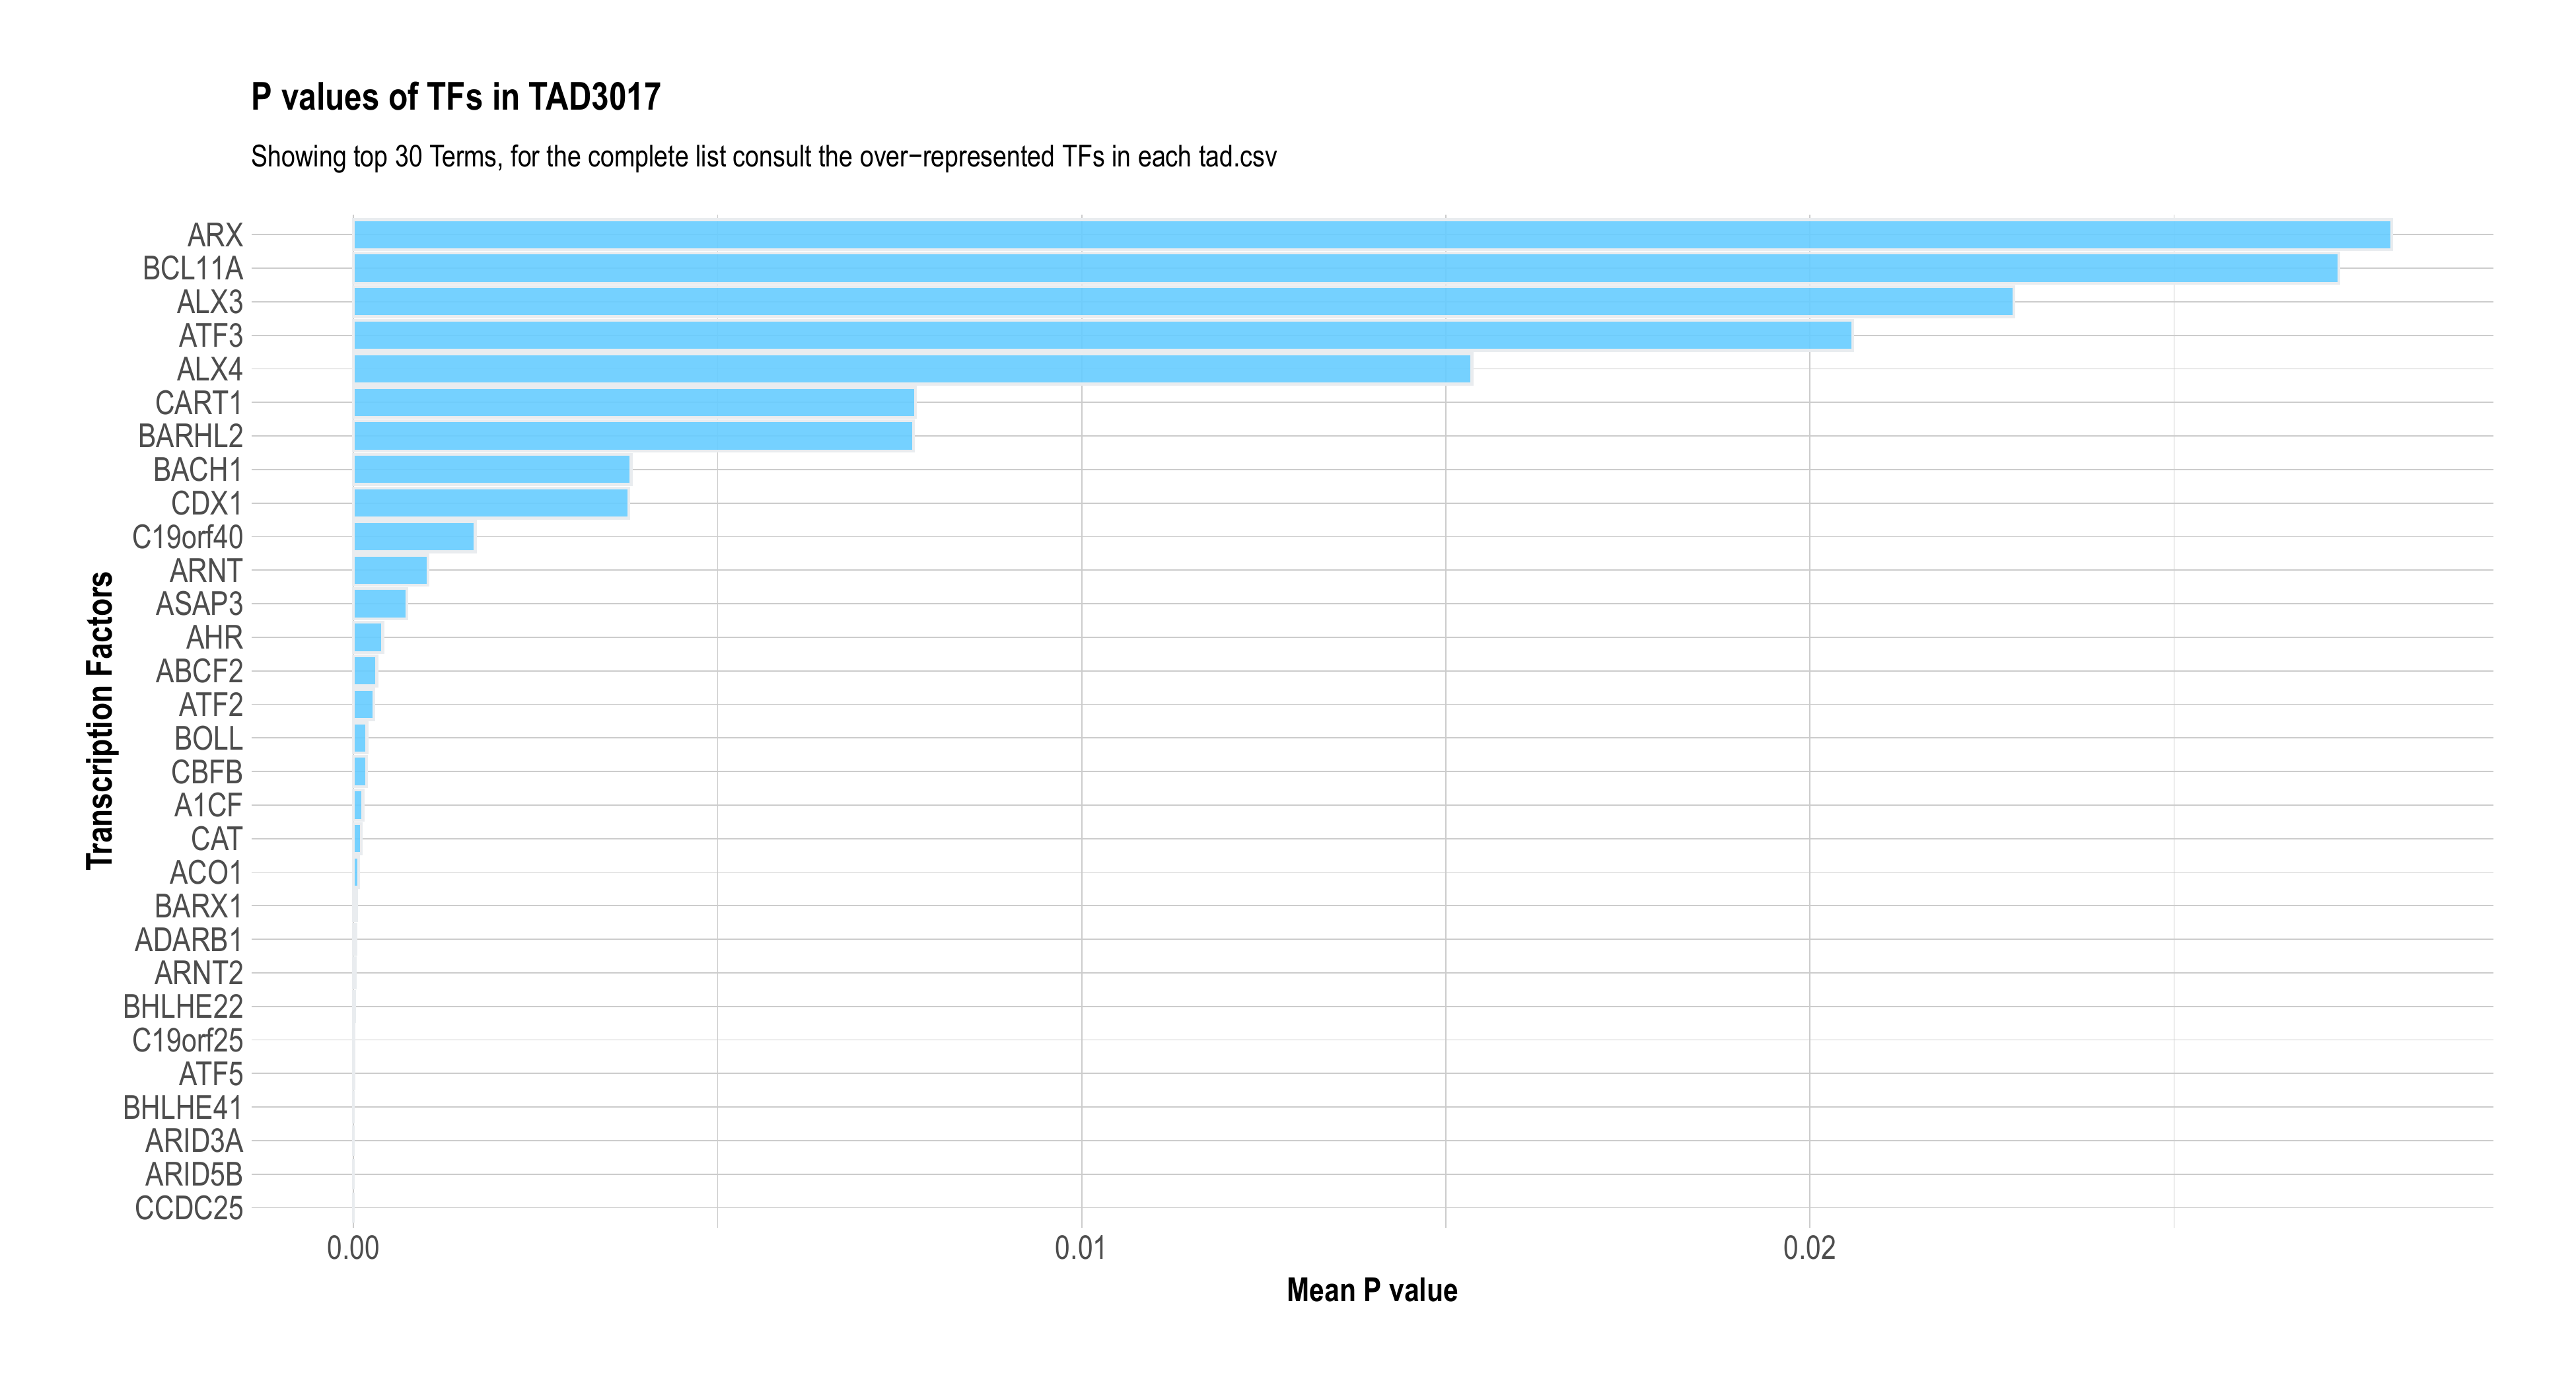 P values of TFs in TAD3017
Showing top 30 Terms, for the complete list consult the over−represented TFs in each tad.csv
Transcription Factors
ARX
BCL11A
ALX3
ATF3
ALX4
CART1
BARHL2
BACH1
CDX1
C19orf40
ARNT
ASAP3
AHR
ABCF2
ATF2
BOLL
CBFB
A1CF
CAT
ACO1
BARX1
ADARB1
ARNT2
BHLHE22
C19orf25
ATF5
BHLHE41
ARID3A
ARID5B
CCDC25
0.00 0.01 0.02
Mean P value